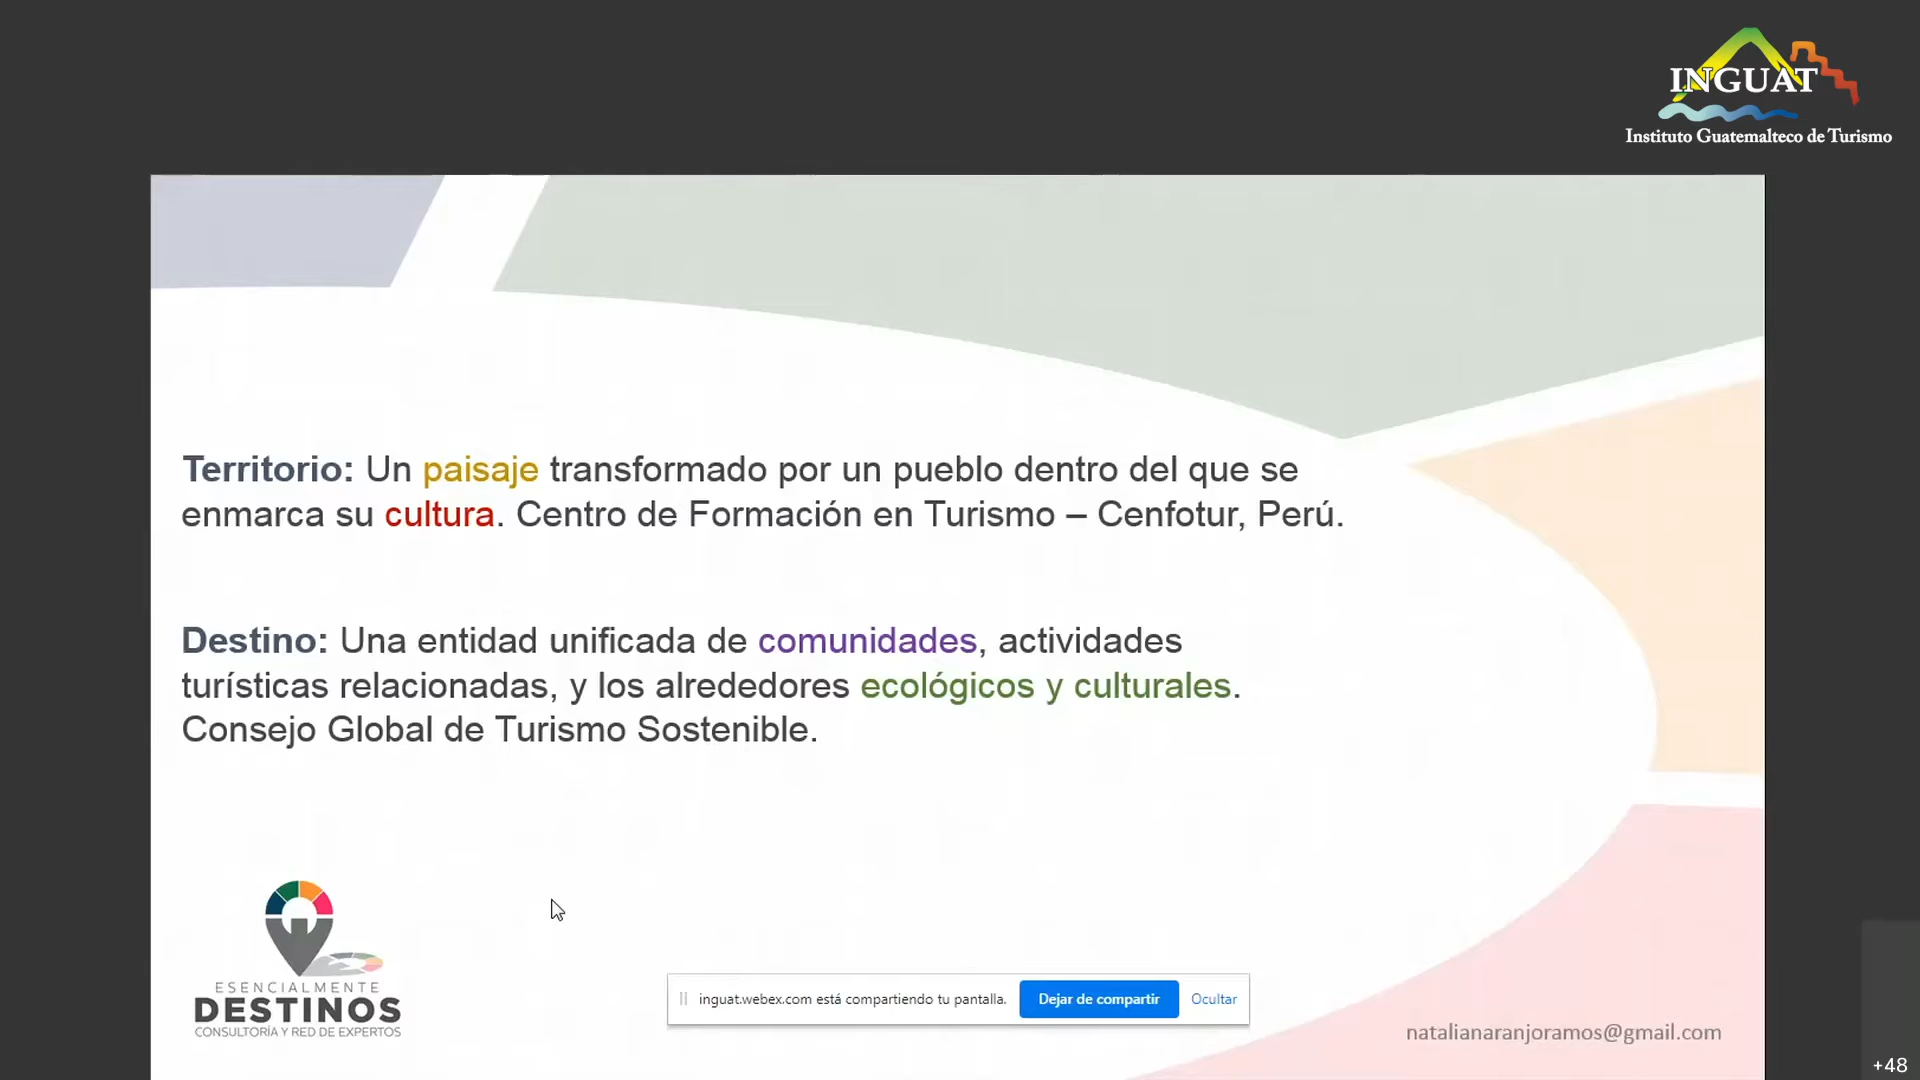 INGUAT
Instituto Guatemalteco de Turismo
Territorio: Un paisaje transformado por un pueblo dentro del que se
enmarca su cultura. Centro de Formación en Turismo – Cenfotur, Perú.
Destino: Una entidad unificada de comunidades, actividades
turísticas relacionadas, y los alrededores ecológicos y culturales.
Consejo Global de Turismo Sostenible.
ESENCIALMENTE
DESTINOS
CONSULTORÍA Y RED DE EXPERTOS
inguat.webex.com está compartiendo tu pantalla. Dejar de compartir Ocultar
natalianaranjoramos@gmail.com
+48